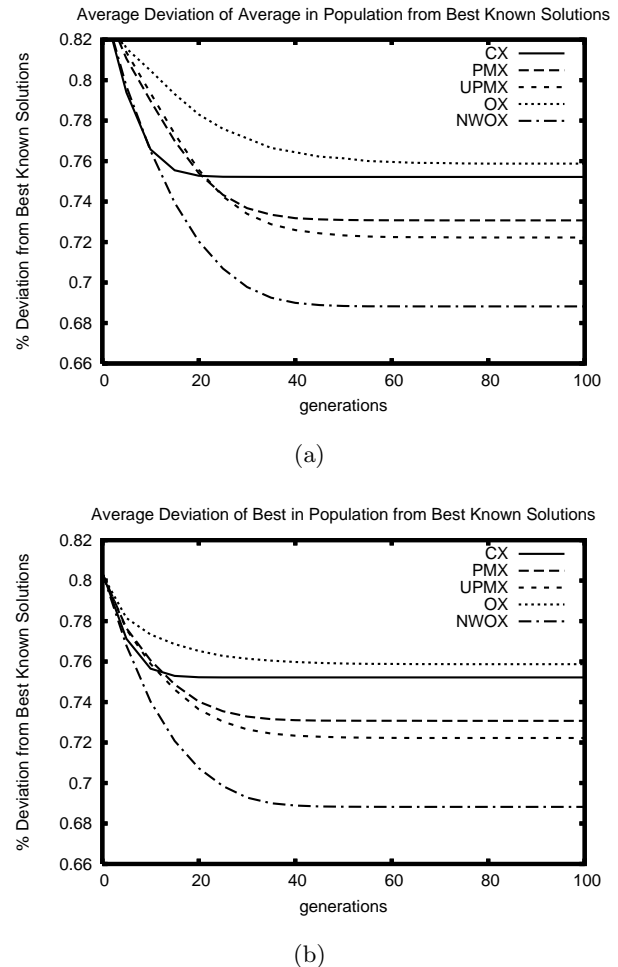 Average Deviation of Average in Population from Best Known Solutions
0.82
0.8
0.78
0.76
0.74
0.72
0.7
0.68
0.66
% Deviation from Best Known Solutions
CX
PMX
UPMX
OX
NWOX
0 20 40 60 80 100
generations
(a)
Average Deviation of Best in Population from Best Known Solutions
0.82
0.8
0.78
0.76
0.74
0.72
0.7
0.68
0.66
% Deviation from Best Known Solutions
CX
PMX
UPMX
OX
NWOX
0 20 40 60 80 100
generations
(b)